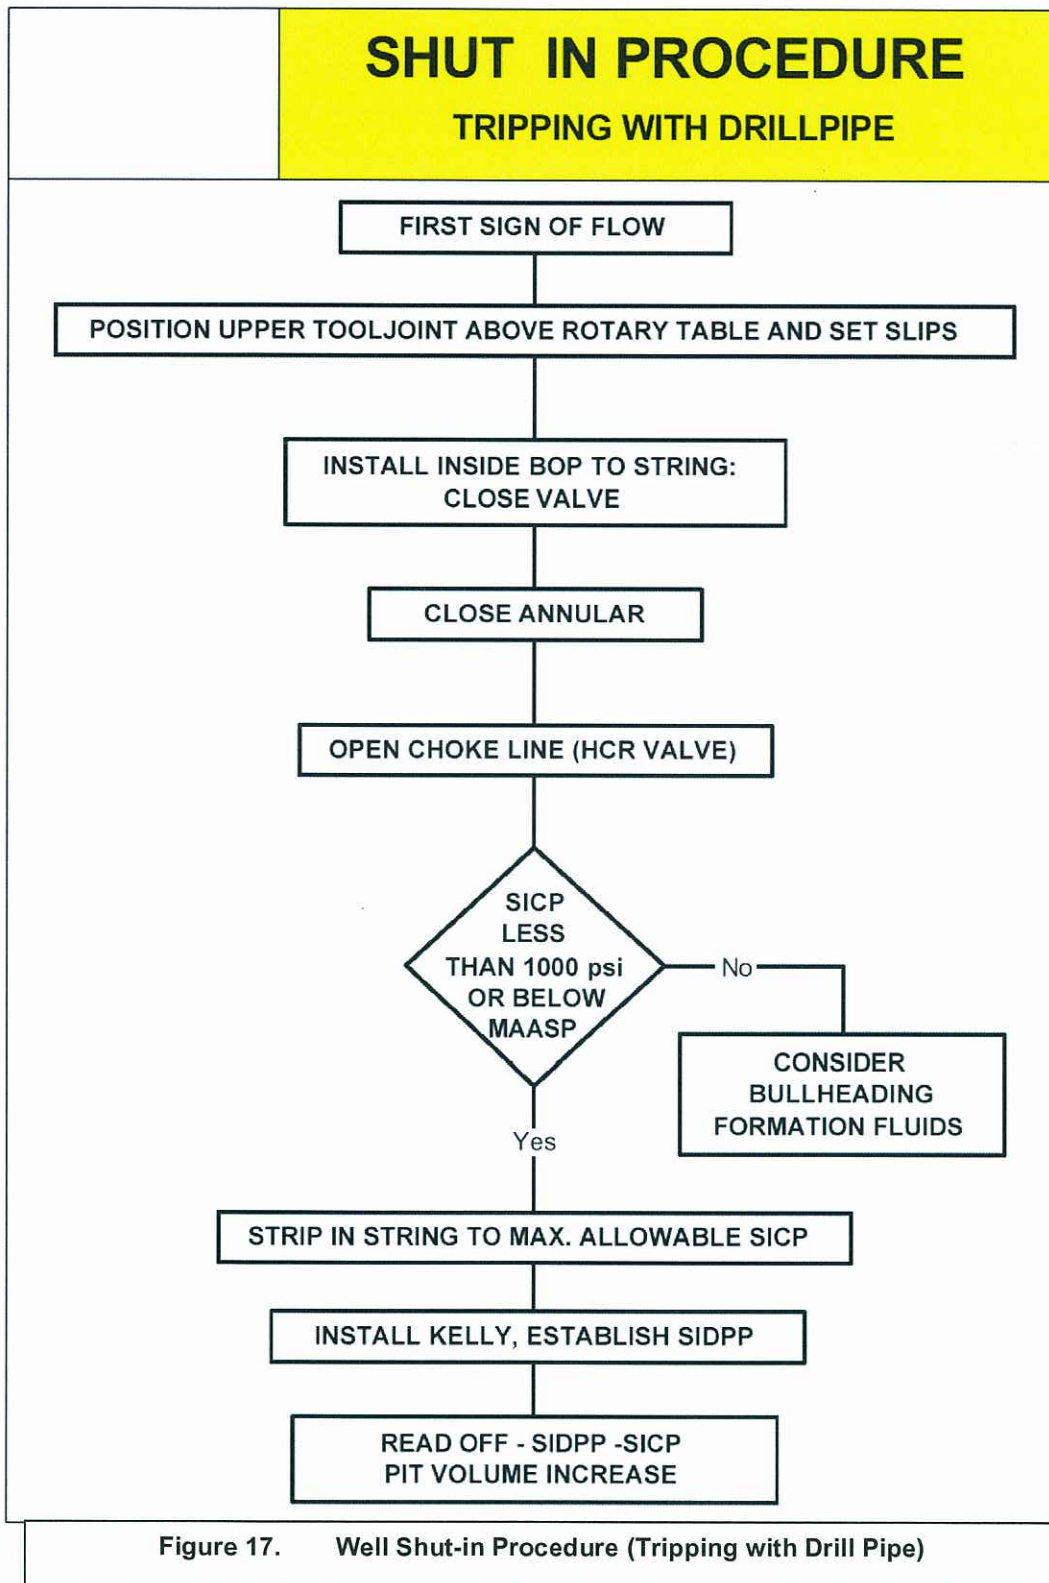 SHUT IN PROCEDURE
TRIPPING WITH DRILLPIPE
FIRST SIGN OF FLOW
POSITION UPPER TOOLJOINT ABOVE ROTARY TABLE AND SET SLIPS
INSTALL INSIDE BOP TO STRING:
CLOSE VALVE
CLOSE ANNULAR
OPEN CHOKE LINE (HCR VALVE)
SICP
LESS
THAN 1000 psi
OR BELOW
MAASP
No
CONSIDER
BULLHEADING
FORMATION FLUIDS
Yes
STRIP IN STRING TO MAX. ALLOWABLE SICP
INSTALL KELLY, ESTABLISH SIDPP
READ OFF - SIDPP -SICP
PIT VOLUME INCREASE
Figure 17. Well Shut-in Procedure (Tripping with Drill Pipe)